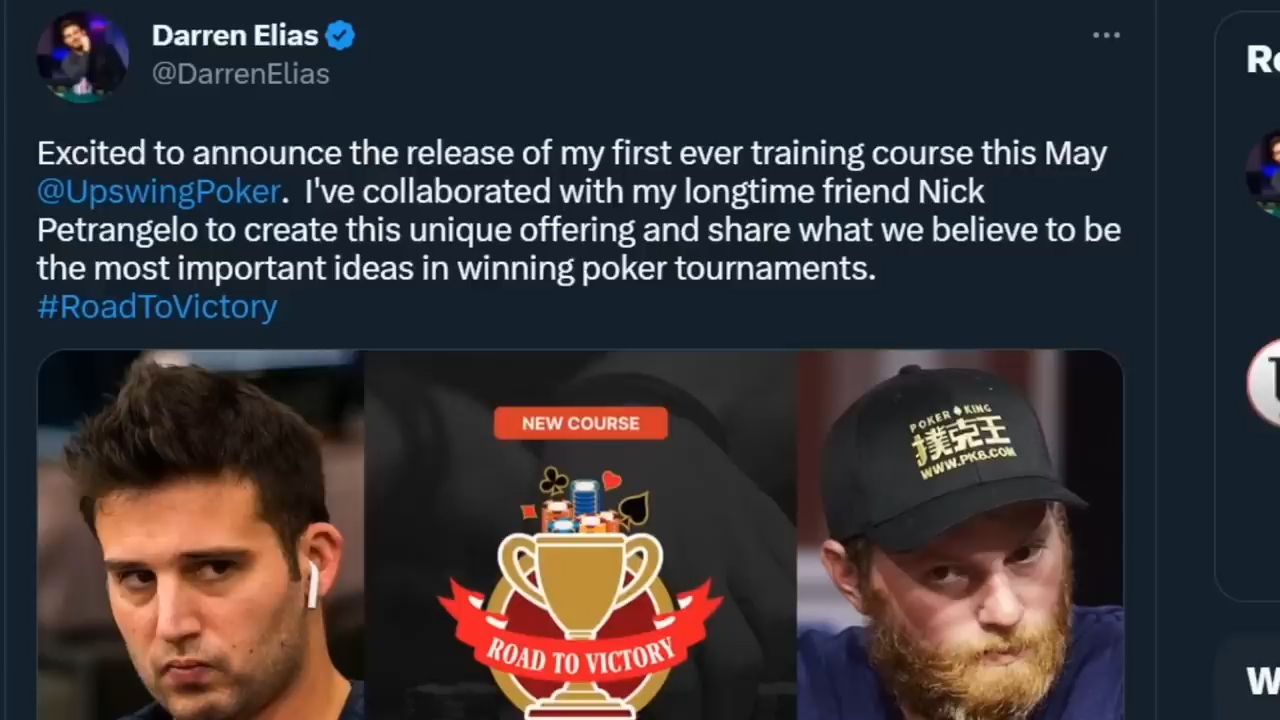 Darren Elias
@DarrenElias
Excited to announce the release of my first ever training course this May
@UpswingPoker. I've collaborated with my longtime friend Nick
Petrangelo to create this unique offering and share what we believe to be
the most important ideas in winning poker tournaments.
#RoadToVictory
NEW COURSE
ROAD TO VICTORY
POKER KING
撲克王
WWW.PK8.COM